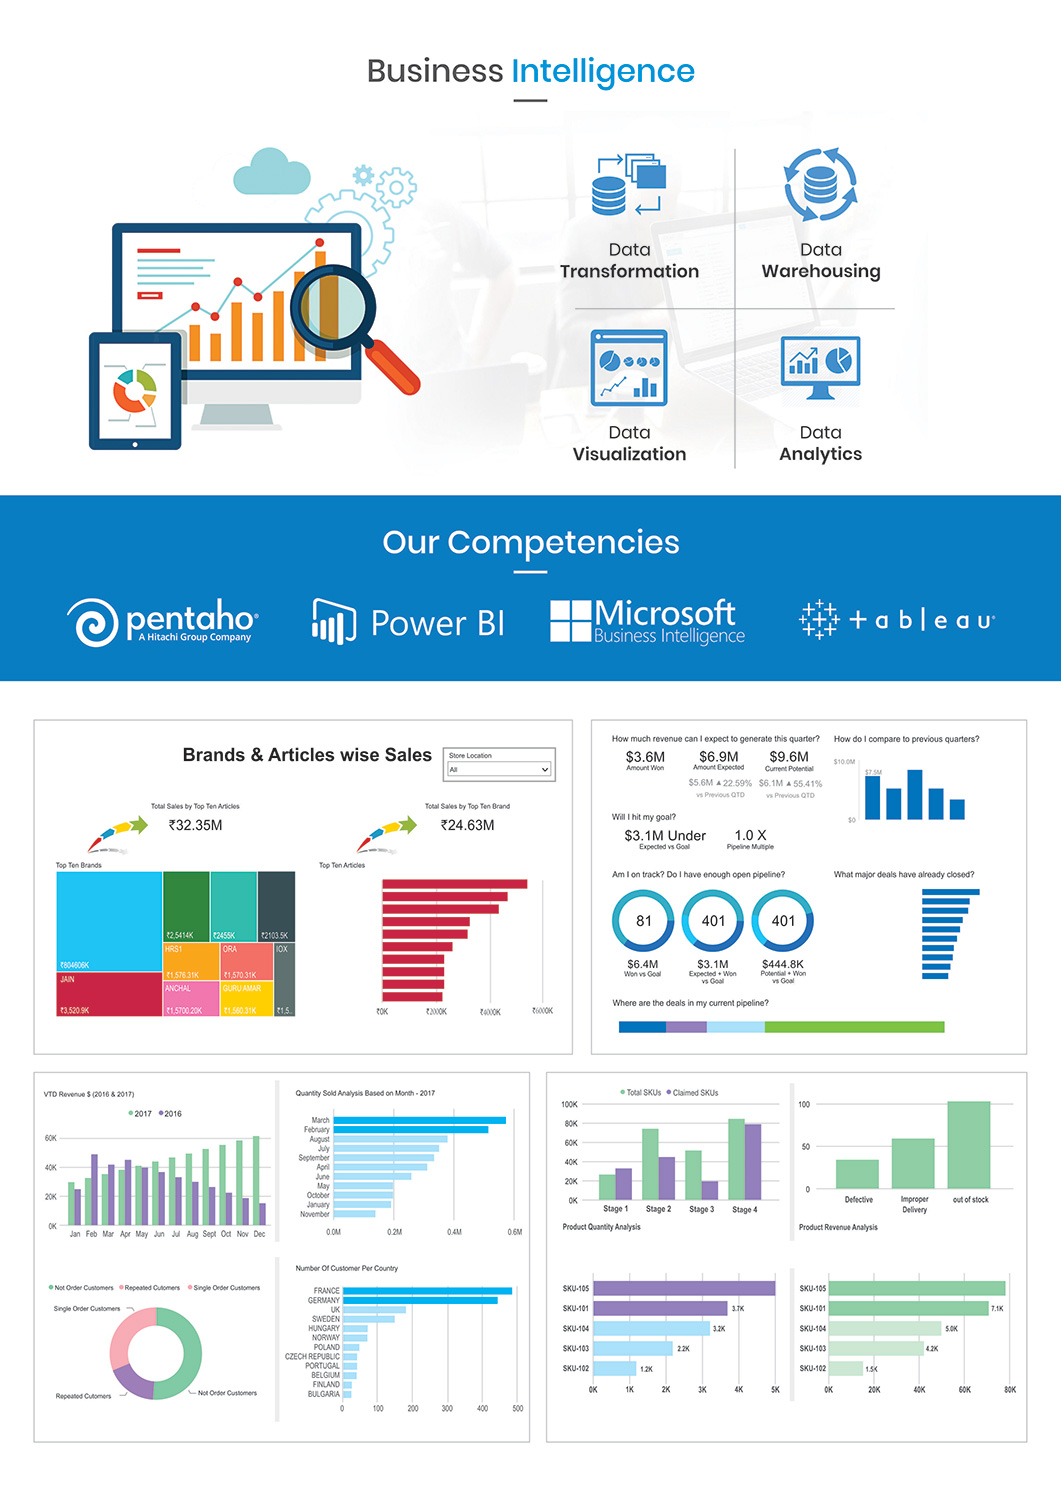 Business Intelligence
Data
Transformation
Data
Warehousing
Data
Visualization
Data
Analytics
Our Competencies
pentaho®
A Hitachi Group Company
Power BI
Microsoft
Business Intelligence
+ableau®
Brands & Articles wise Sales
Store Location
All
Total Sales by Top Ten Articles
₹32.35M
Total Sales by Top Ten Brand
₹24.63M
Top Ten Brands
₹804606K
₹2,5414K
₹2455K
₹2103.5K
HRS1
₹1,576.31K
ORA
₹1,570.31K
IOX
JAIN
₹3,520.9K
ANCHAL
₹1,5700.20K
GURU AMAR
₹1,560.31K
₹1,5..
Top Ten Articles
₹0K
₹2000K
₹4000K
₹6000K
How much revenue can I expect to generate this quarter?
$3.6M
Amount Won
$6.9M
Amount Expected
$9.6M
Current Potential
$5.6M ▲ 22.59%
vs Previous QTD
$6.1M ▲ 55.41%
vs Previous QTD
How do I compare to previous quarters?
$10.0M
$7.5M
$0
Will I hit my goal?
$3.1M Under
Expected vs Goal
1.0 X
Pipeline Multiple
Am I on track? Do I have enough open pipeline?
81
401
401
$6.4M
Won vs Goal
$3.1M
Expected + Won
vs Goal
$444.8K
Potential + Won
vs Goal
What major deals have already closed?
Where are the deals in my current pipeline?
VTD Revenue $ (2016 & 2017)
2017 2016
60K
40K
20K
0K
Jan Feb Mar Apr May Jun Jul Aug Sept Oct Nov Dec
Quantity Sold Analysis Based on Month - 2017
March
February
August
July
September
April
June
May
October
January
November
0.0M 0.2M 0.4M 0.6M
Not Order Customers Repeated Cutomers Single Order Customers
Single Order Customers
Repeated Cutomers
Not Order Customers
Number Of Customer Per Country
FRANCE
GERMANY
UK
SWEDEN
HUNGARY
NORWAY
POLAND
CZECH REPUBLIC
PORTUGAL
BELGIUM
FINLAND
BULGARIA
0 100 200 300 400 500
Total SKUs Claimed SKUs
100K
80K
60K
40K
20K
0K
Stage 1 Stage 2 Stage 3 Stage 4
Product Quantity Analysis
100
50
0
Defective
Improper
Delivery
out of stock
Product Revenue Analysis
SKU-105
SKU-101 3.7K
SKU-104 3.2K
SKU-103 2.2K
SKU-102 1.2K
0K 1K 2K 3K 4K 5K
SKU-105
SKU-101 7.1K
SKU-104 5.0K
SKU-103 4.2K
SKU-102 1.5K
0K 20K 40K 60K 80K